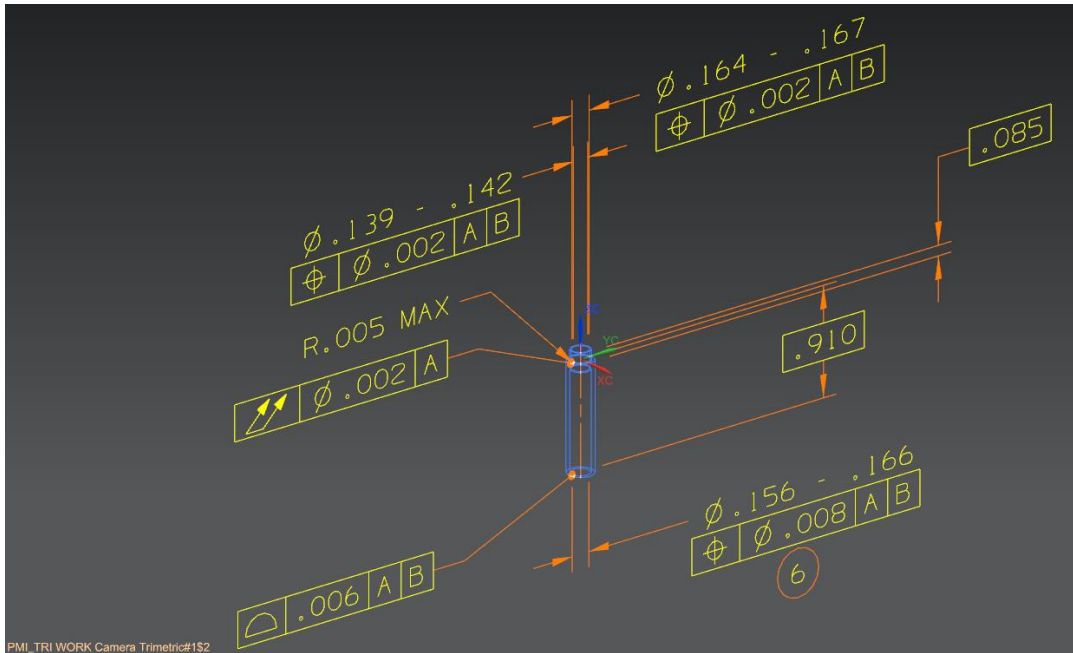 Ø.164 - .167
⌖ Ø.002 A B
.085
Ø.139 - .142
⌖ Ø.002 A B
R.005 MAX
Ø.002 A
ZC
YC
XC
.910
Ø.156 - .166
⌖ Ø.008 A B
6
⌓ .006 A B
PMI_TRI WORK Camera Trimetric#1$2